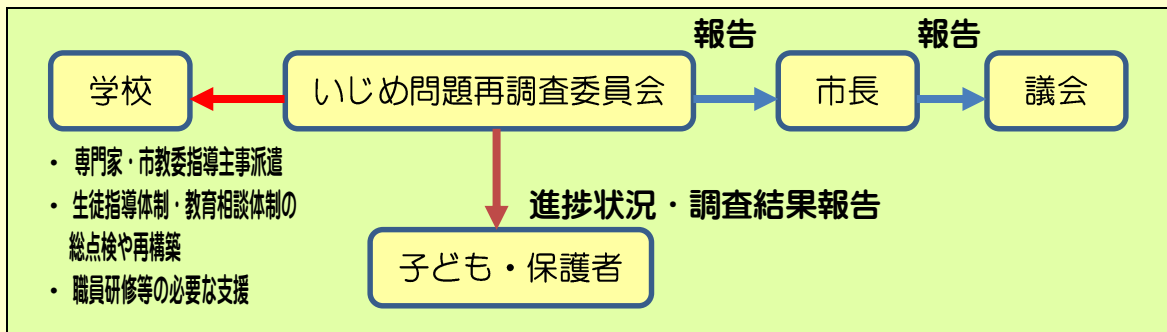 報告
報告
学校
いじめ問題再調査委員会
市長
議会
・ 専門家・市教委指導主事派遣
・ 生徒指導体制・教育相談体制の
総点検や再構築
・ 職員研修等の必要な支援
進捗状況・調査結果報告
子ども・保護者